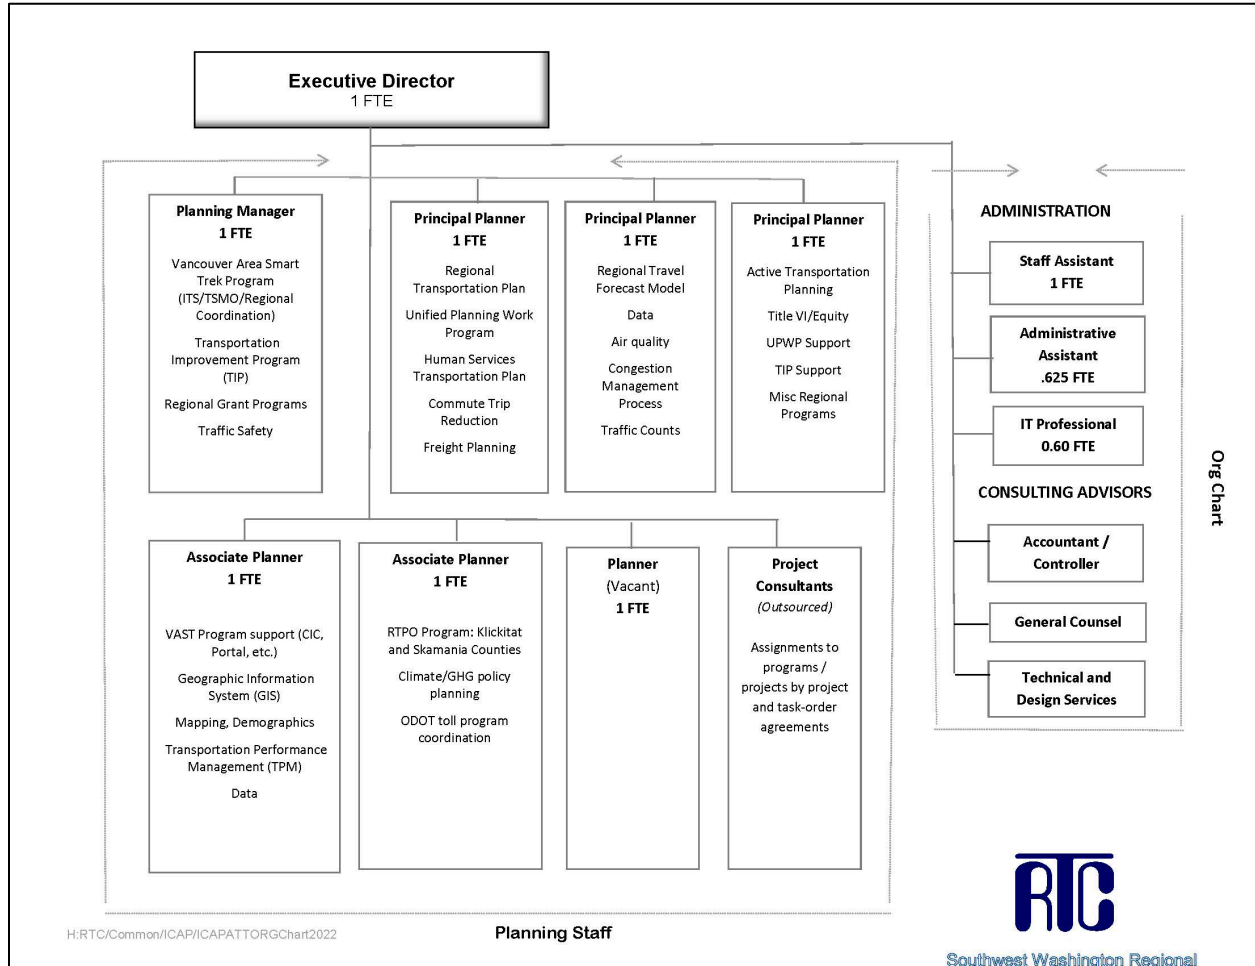 Executive Director
1 FTE
Planning Manager
1 FTE
Vancouver Area Smart
Trek Program
(ITS/TSMO/Regional
Coordination)
Transportation
Improvement Program
(TIP)
Regional Grant Programs
Traffic Safety
Principal Planner
1 FTE
Regional
Transportation Plan
Unified Planning Work
Program
Human Services
Transportation Plan
Commute Trip
Reduction
Freight Planning
Principal Planner
1 FTE
Regional Travel
Forecast Model
Data
Air quality
Congestion
Management
Process
Traffic Counts
Principal Planner
1 FTE
Active Transportation
Planning
Title VI/Equity
UPWP Support
TIP Support
Misc Regional
Programs
Associate Planner
1 FTE
VAST Program support (CIC,
Portal, etc.)
Geographic Information
System (GIS)
Mapping, Demographics
Transportation Performance
Management (TPM)
Data
Associate Planner
1 FTE
RTPO Program: Klickitat
and Skamania Counties
Climate/GHG policy
planning
ODOT toll program
coordination
Planner
(Vacant)
1 FTE
Project
Consultants
(Outsourced)
Assignments to
programs /
projects by project
and task-order
agreements
Planning Staff
ADMINISTRATION
Staff Assistant
1 FTE
Administrative
Assistant
.625 FTE
IT Professional
0.60 FTE
CONSULTING ADVISORS
Accountant /
Controller
General Counsel
Technical and
Design Services
Org Chart
H:RTC/Common/ICAP/ICAPATTORGChart2022
RTC
Southwest Washington Regional